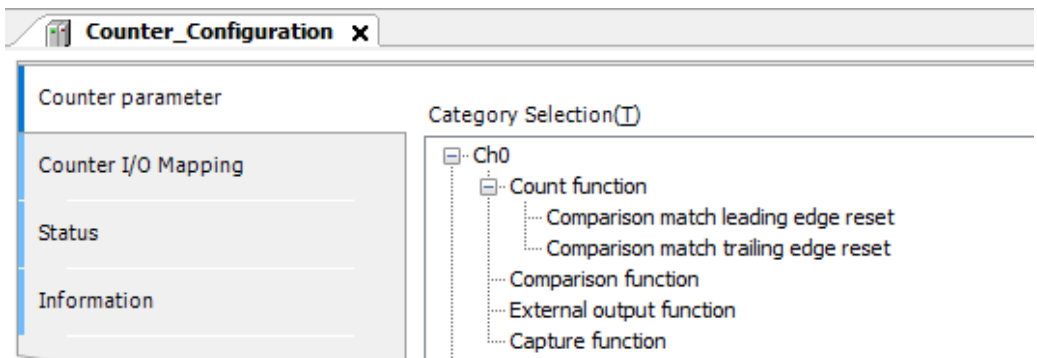 Counter_Configuration x
Counter parameter
Counter I/O Mapping
Status
Information
Category Selection(T)
Ch0
Count function
Comparison match leading edge reset
Comparison match trailing edge reset
Comparison function
External output function
Capture function